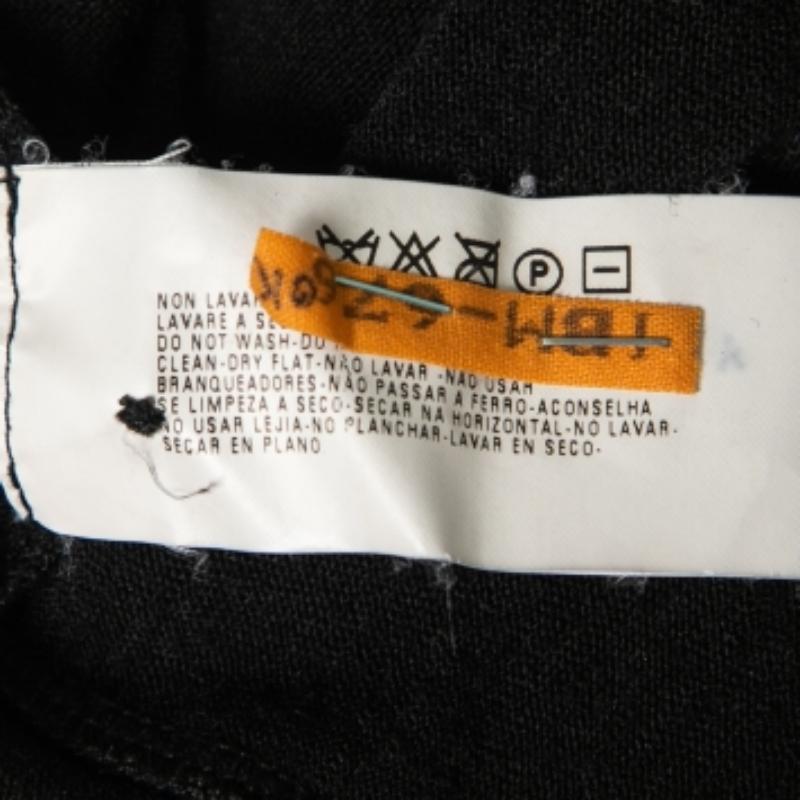 P
NON LAVAR
LAVARE A SE
DO NOT WASH-DO
CLEAN-DRY FLAT-NÃO LAVAR -NÃO USAR
BRANQUEADORES-NÃO PASSAR A FERRO-ACONSELHA
SE LIMPEZA A SECO-SECAR NA HORIZONTAL-NO LAVAR-
NO USAR LEJIA-NO PLANCHAR-LAVAR EN SECO-
SECAR EN PLANO